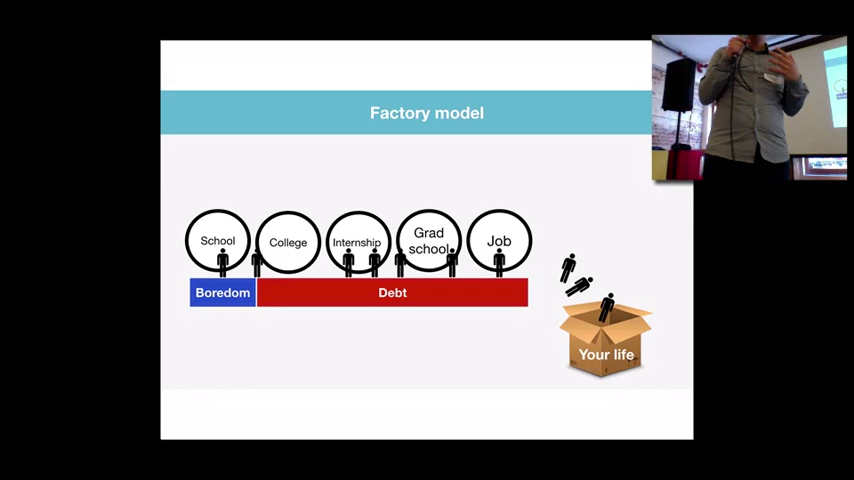 Factory model
School
College
Internship
Grad
school
Job
Boredom
Debt
Your life